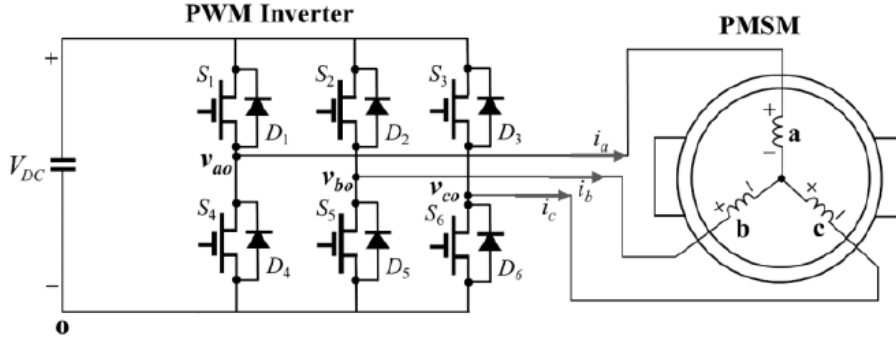 PWM Inverter
PMSM
+
S1 S2 S3
D1 D2 D3
ia
+
a
−
VDC
vao
vbo
vco
ib
ic
+ − + −
b c
S4 S5 S6
D4 D5 D6
−
o